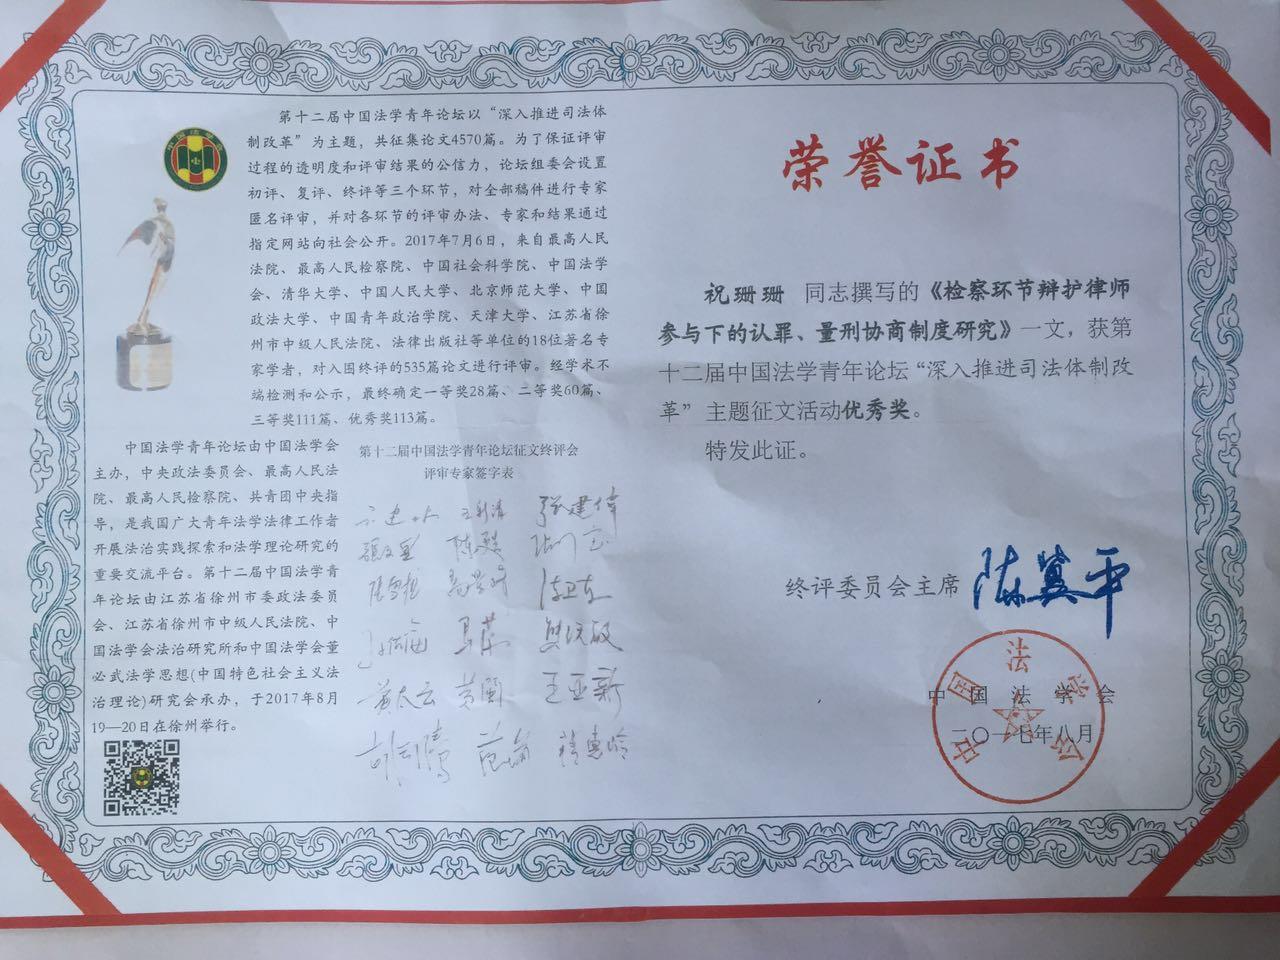 第十二届中国法学青年论坛以“深入推进司法体
制改革”为主题，共征集论文4570篇。为了保证评审
过程的透明度和评审结果的公信力，论坛组委会设置
初评、复评、终评等三个环节，对全部稿件进行专家
匿名评审，并对各环节的评审办法、专家和结果通过
指定网站向社会公开。2017年7月6日，来自最高人民
法院、最高人民检察院、中国社会科学院、中国法学
会、清华大学、中国人民大学、北京师范大学、中国
政法大学、中国青年政治学院、天津大学、江苏省徐
州市中级人民法院、法律出版社等单位的18位著名专
家学者，对入围终评的535篇论文进行评审。经学术不
端检测和公示，最终确定一等奖28篇、二等奖60篇、
三等奖111篇、优秀奖113篇。
中国法学青年论坛由中国法学会
主办，中央政法委员会、最高人民法
院、最高人民检察院、共青团中央指
导，是我国广大青年法学法律工作者
开展法治实践探索和法学理论研究的
重要交流平台。第十二届中国法学青
年论坛由江苏省徐州市委政法委员
会、江苏省徐州市中级人民法院、中
国法学会法治研究所和中国法学会董
必武法学思想(中国特色社会主义法
治理论)研究会承办，于2017年8月
19—20日在徐州举行。
第十二届中国法学青年论坛征文终评会
评审专家签字表
张建伟
陈卫东
黄太云
王亚新
荣誉证书
祝珊珊 同志撰写的《检察环节辩护律师
参与下的认罪、量刑协商制度研究》一文，获第
十二届中国法学青年论坛“深入推进司法体制改
革”主题征文活动优秀奖。
特发此证。
终评委员会主席 陈冀平
中国法学会
二〇一七年八月
中国法学会